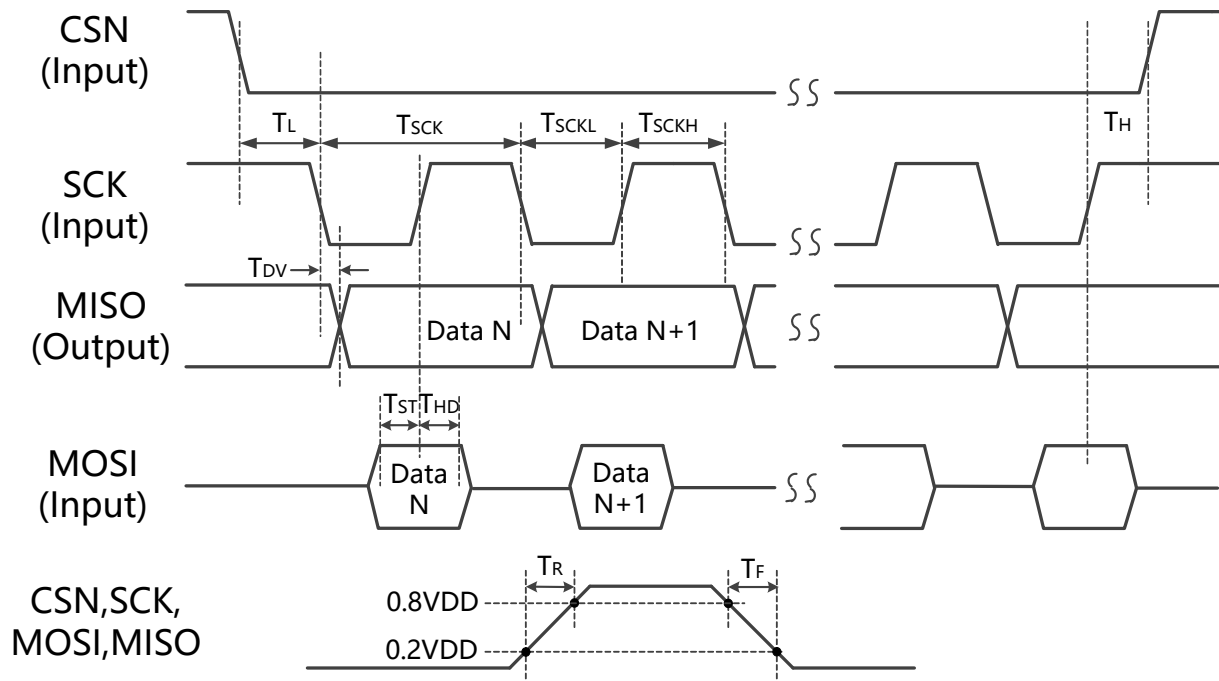 CSN
(Input)
TL
TSCK
TSCKL
TSCKH
TH
SCK
(Input)
TDV
MISO
(Output)
Data N
Data N+1
TST
THD
MOSI
(Input)
Data
N
Data
N+1
TR
TF
CSN,SCK,
MOSI,MISO
0.8VDD
0.2VDD